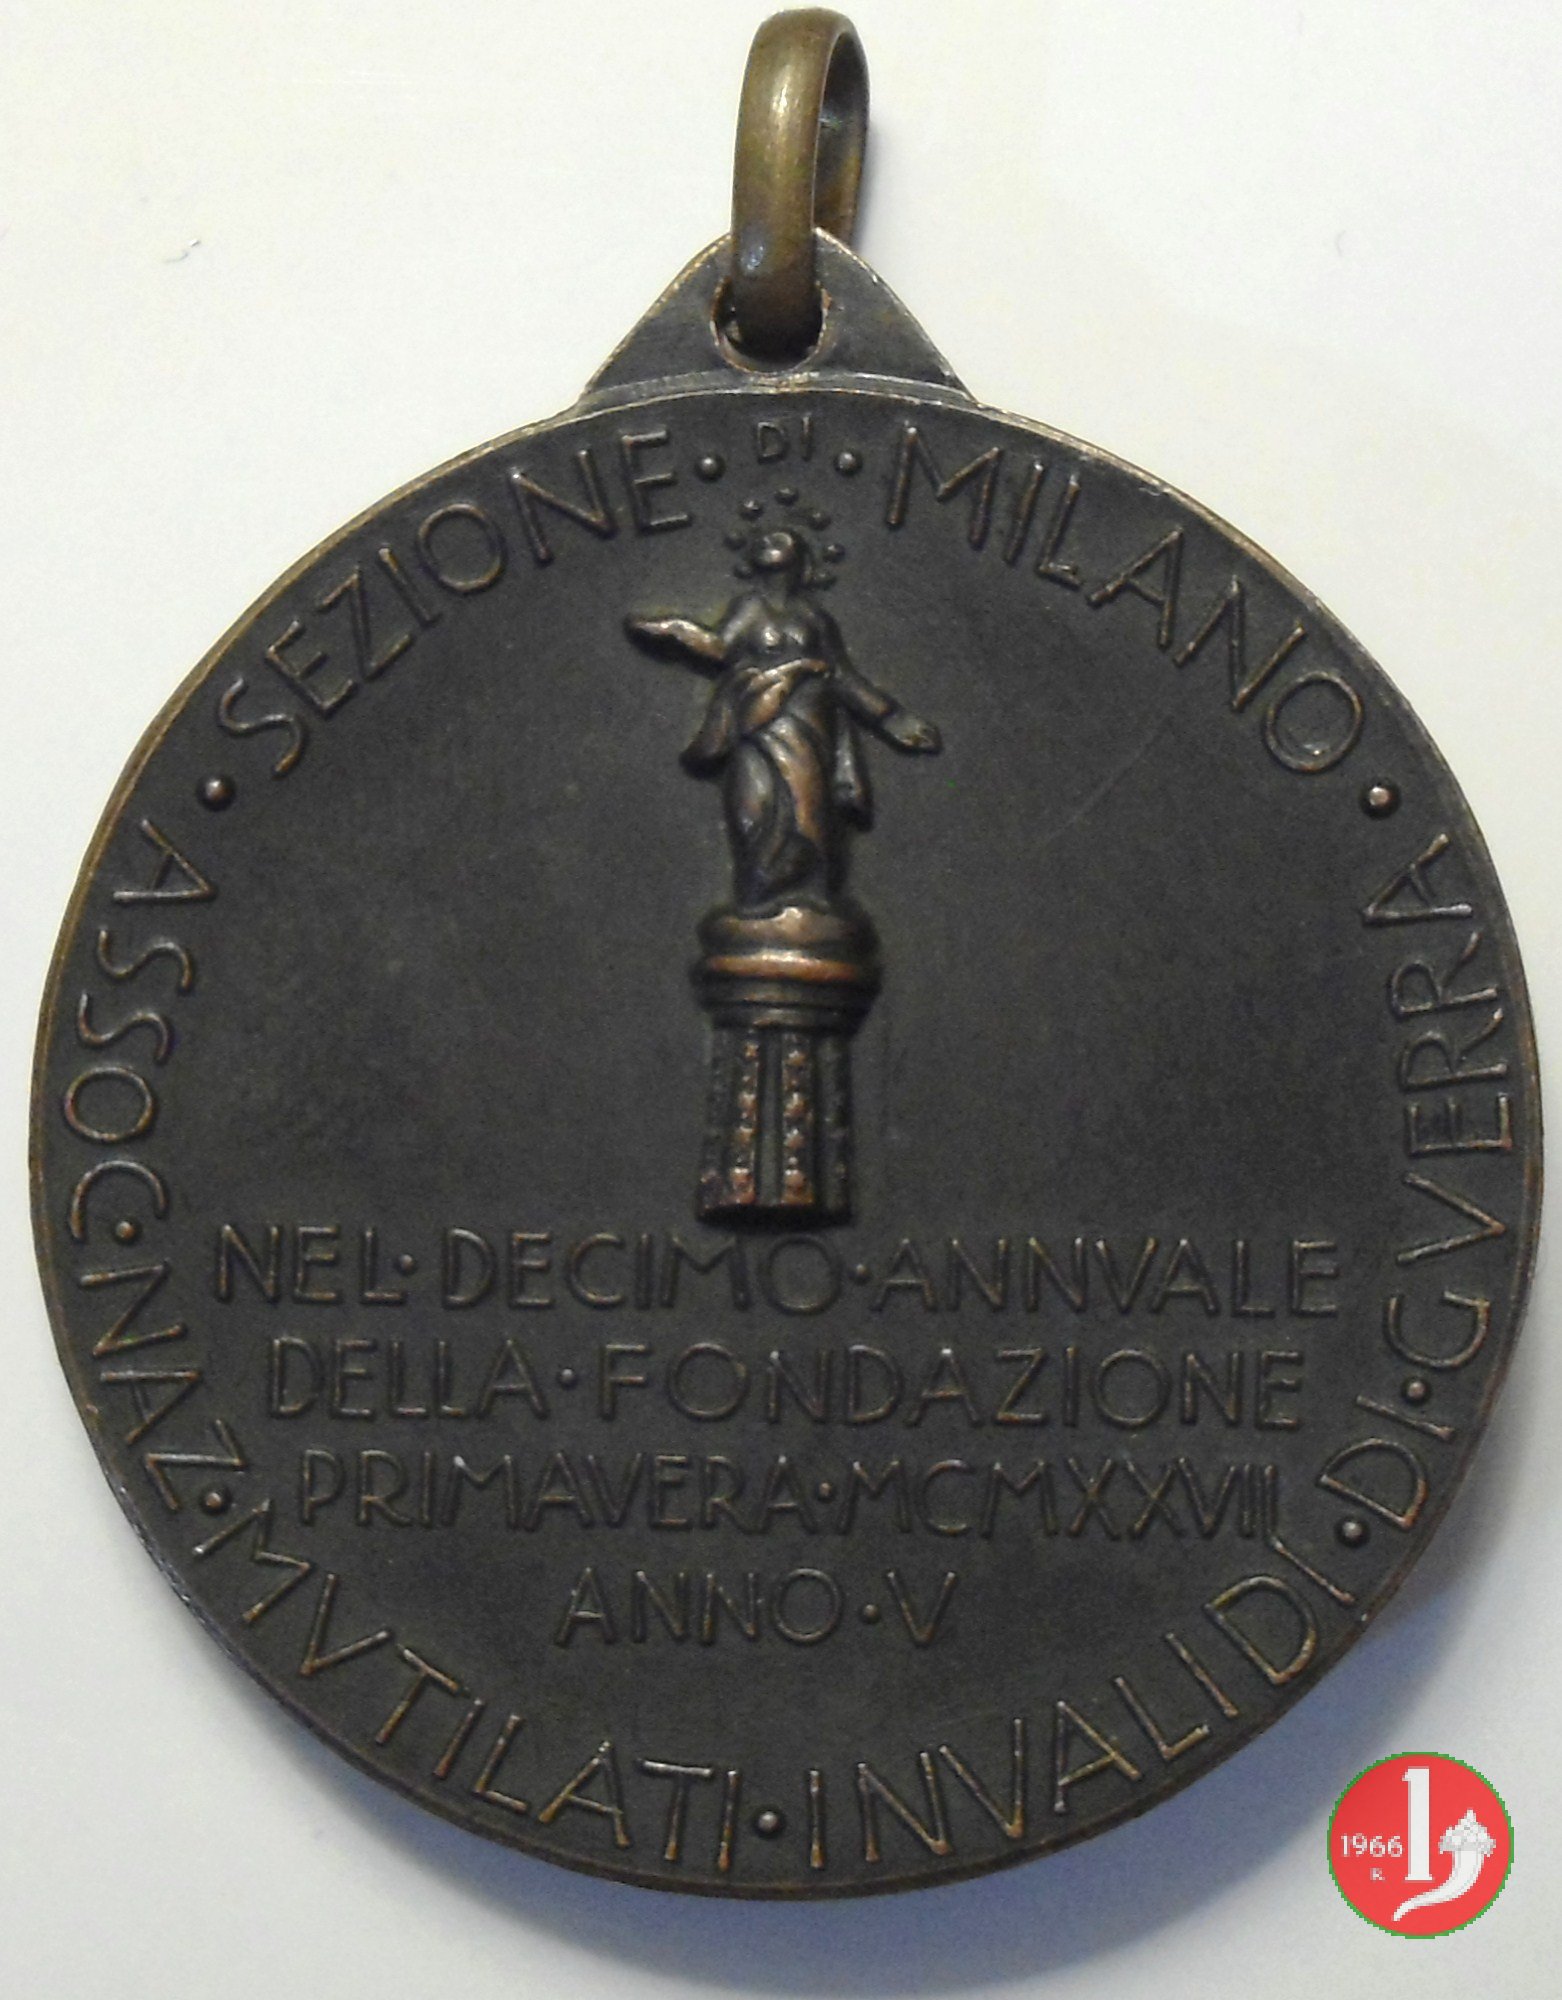 SEZIONE · DI · MILANO ·
ASSOC · NAZ · MVTILATI · INVALIDI · DI · GVERRA
NEL · DECIMO · ANNVALE
DELLA · FONDAZIONE
PRIMAVERA · MCMXXVII
ANNO · V
1966
R